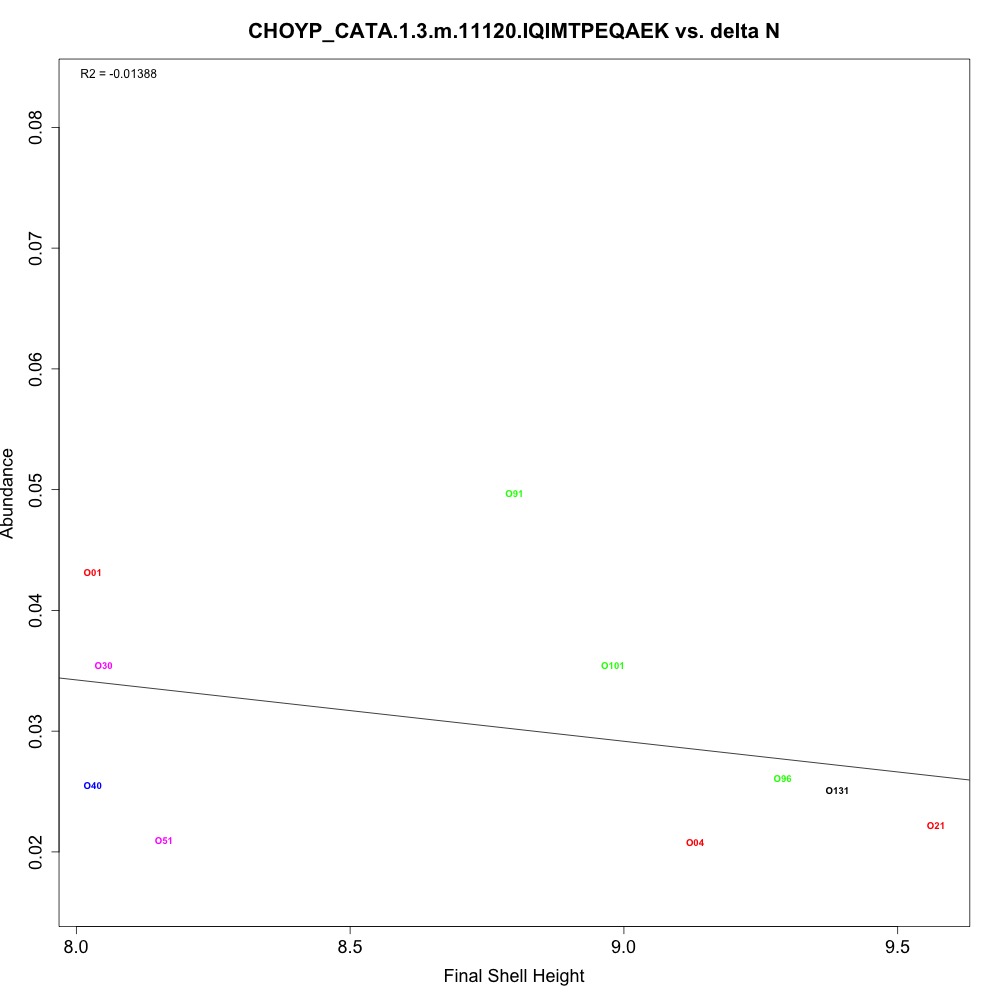 CHOYP_CATA.1.3.m.11120.IQIMTPEQAEK vs. delta N
R2 = -0.01388
0.08
0.07
0.06
0.05
O91
O01
0.04
O30
O101
0.03
O96
O40
O131
O21
O51
O04
0.02
Abundance
8.0
8.5
9.0
9.5
Final Shell Height